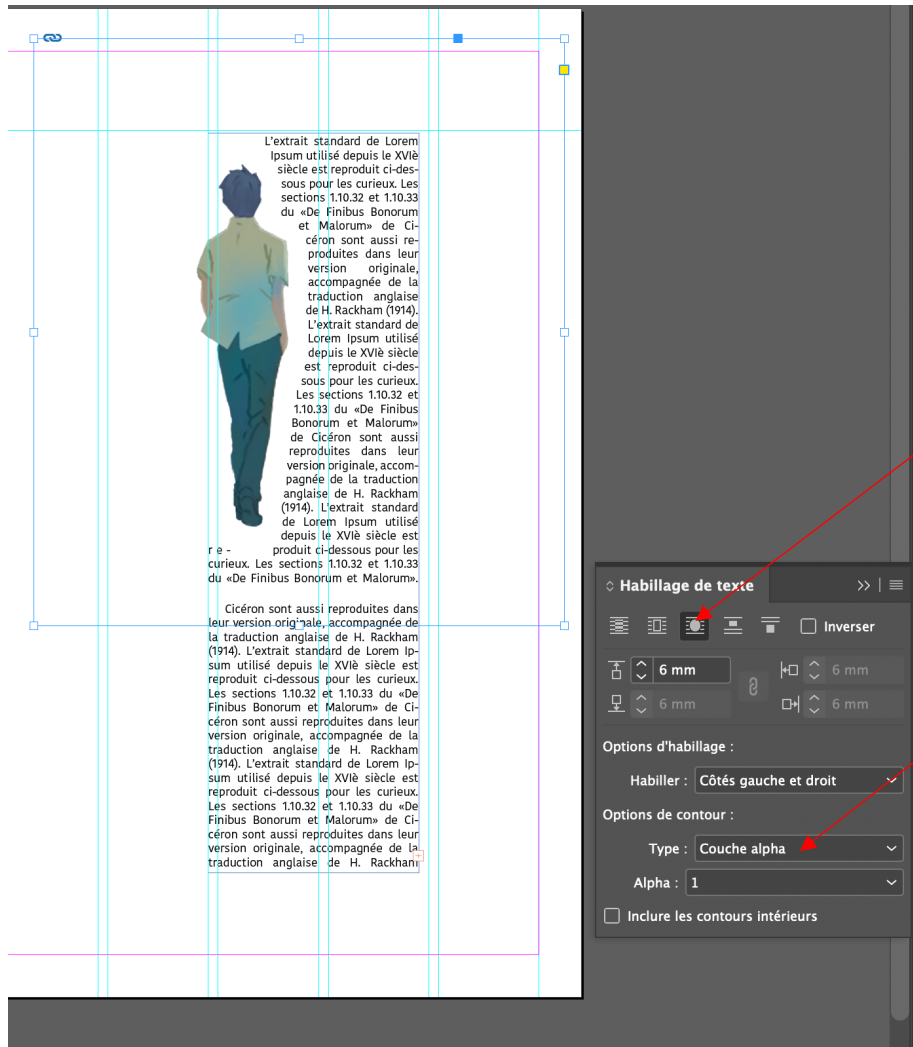 L'extrait standard de Lorem
Ipsum utilisé depuis le XVIè
siècle est reproduit ci-des-
sous pour les curieux. Les
sections 1.10.32 et 1.10.33
du «De Finibus Bonorum
et Malorum» de Ci-
céron sont aussi re-
produites dans leur
version originale,
accompagnée de la
traduction anglaise
de H. Rackham (1914).
L'extrait standard de
Lorem Ipsum utilisé
depuis le XVIè siècle
est reproduit ci-des-
sous pour les curieux.
Les sections 1.10.32 et
1.10.33 du «De Finibus
Bonorum et Malorum»
de Cicéron sont aussi
reproduites dans leur
version originale, accom-
pagnée de la traduction
anglaise de H. Rackham
(1914). L'extrait standard
de Lorem Ipsum utilisé
depuis le XVIè siècle est
re- produit ci-dessous pour les
curieux. Les sections 1.10.32 et 1.10.33
du «De Finibus Bonorum et Malorum».
Cicéron sont aussi reproduites dans
leur version originale, accompagnée de
la traduction anglaise de H. Rackham
(1914). L'extrait standard de Lorem Ip-
sum utilisé depuis le XVIè siècle est
reproduit ci-dessous pour les curieux.
Les sections 1.10.32 et 1.10.33 du «De
Finibus Bonorum et Malorum» de Ci-
céron sont aussi reproduites dans leur
version originale, accompagnée de la
traduction anglaise de H. Rackham
(1914). L'extrait standard de Lorem Ip-
sum utilisé depuis le XVIè siècle est
reproduit ci-dessous pour les curieux.
Les sections 1.10.32 et 1.10.33 du «De
Finibus Bonorum et Malorum» de Ci-
céron sont aussi reproduites dans leur
version originale, accompagnée de la
traduction anglaise de H. Rackham
Habillage de texte
Inverser
6 mm 6 mm
6 mm 6 mm
Options d'habillage :
Habiller : Côtés gauche et droit
Options de contour :
Type : Couche alpha
Alpha : 1
Inclure les contours intérieurs